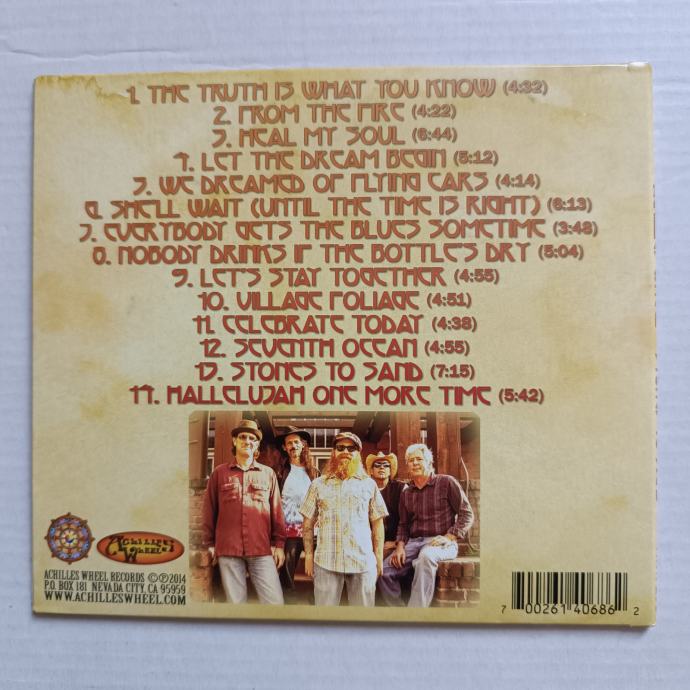 1. THE TRUTH IS WHAT YOU KNOW (4:32)
2. FROM THE FIRE (4:22)
3. HEAL MY SOUL (6:44)
4. LET THE DREAM BEGIN (5:12)
5. WE DREAMED OF FLYING CARS (4:14)
6. SHE'LL WAIT (UNTIL THE TIME IS RIGHT) (6:13)
7. EVERYBODY GETS THE BLUES SOMETIME (3:48)
8. NOBODY DRINKS IF THE BOTTLE'S DRY (5:04)
9. LET'S STAY TOGETHER (4:55)
10. VILLAGE FOLIAGE (4:51)
11. CELEBRATE TODAY (4:38)
12. SEVENTH OCEAN (4:55)
13. STONES TO SAND (7:15)
14. HALLELUJAH ONE MORE TIME (5:42)
ACHILLES WHEEL
ACHILLES WHEEL RECORDS ©℗2014
P.O. BOX 181 NEVADA CITY, CA 95959
WWW.ACHILLESWHEEL.COM
7 00261 40686 2